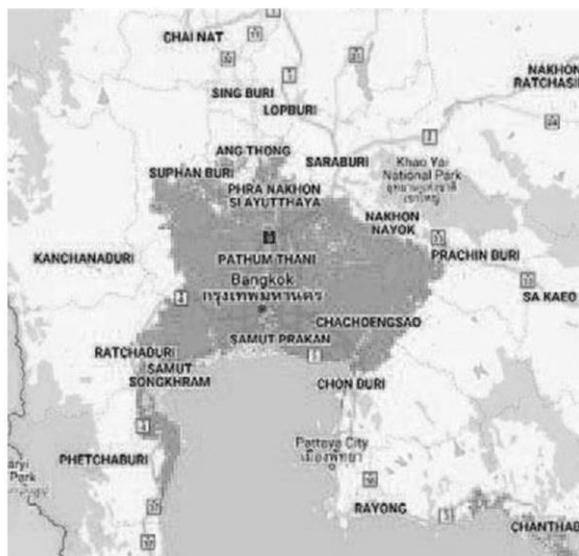 CHAI NAT
SING BURI
LOPBURI
NAKHON
ANG THONG
SARABURI
Khao Yai
National Park
SUPHAN BURI
PHRA NAKHON
SI AYUTTHAYA
NAKHON
NAYOK
KANCHANADURI
PATHUM THANI
PRACHIN BURI
Bangkok
กรุงเทพมหานคร
SA KAEO
CHACHOENGSAO
SAMUT PRAKAN
RATCHADURI
SAMUT
SONGKHRAM
CHON BURI
Pattaya City
เมืองพัทยา
PHETCHABURI
Park
RAYONG
CHANTHAB